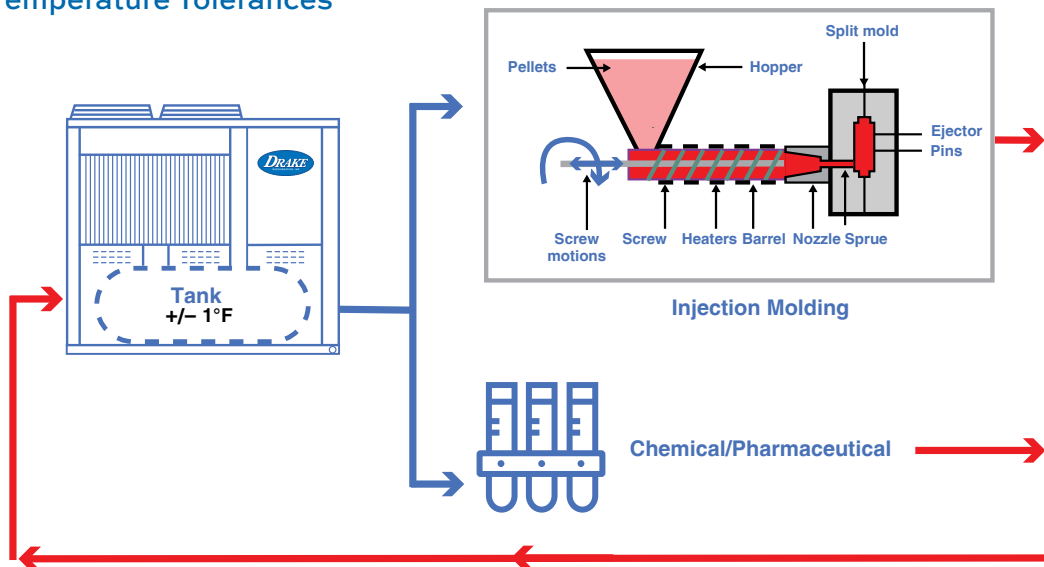 Temperature Tolerances
Split mold
Pellets
Hopper
DRAKE
Ejector
Pins
Screw
motions
Screw
Heaters
Barrel
Nozzle
Sprue
Tank
+/– 1°F
Injection Molding
Chemical/Pharmaceutical